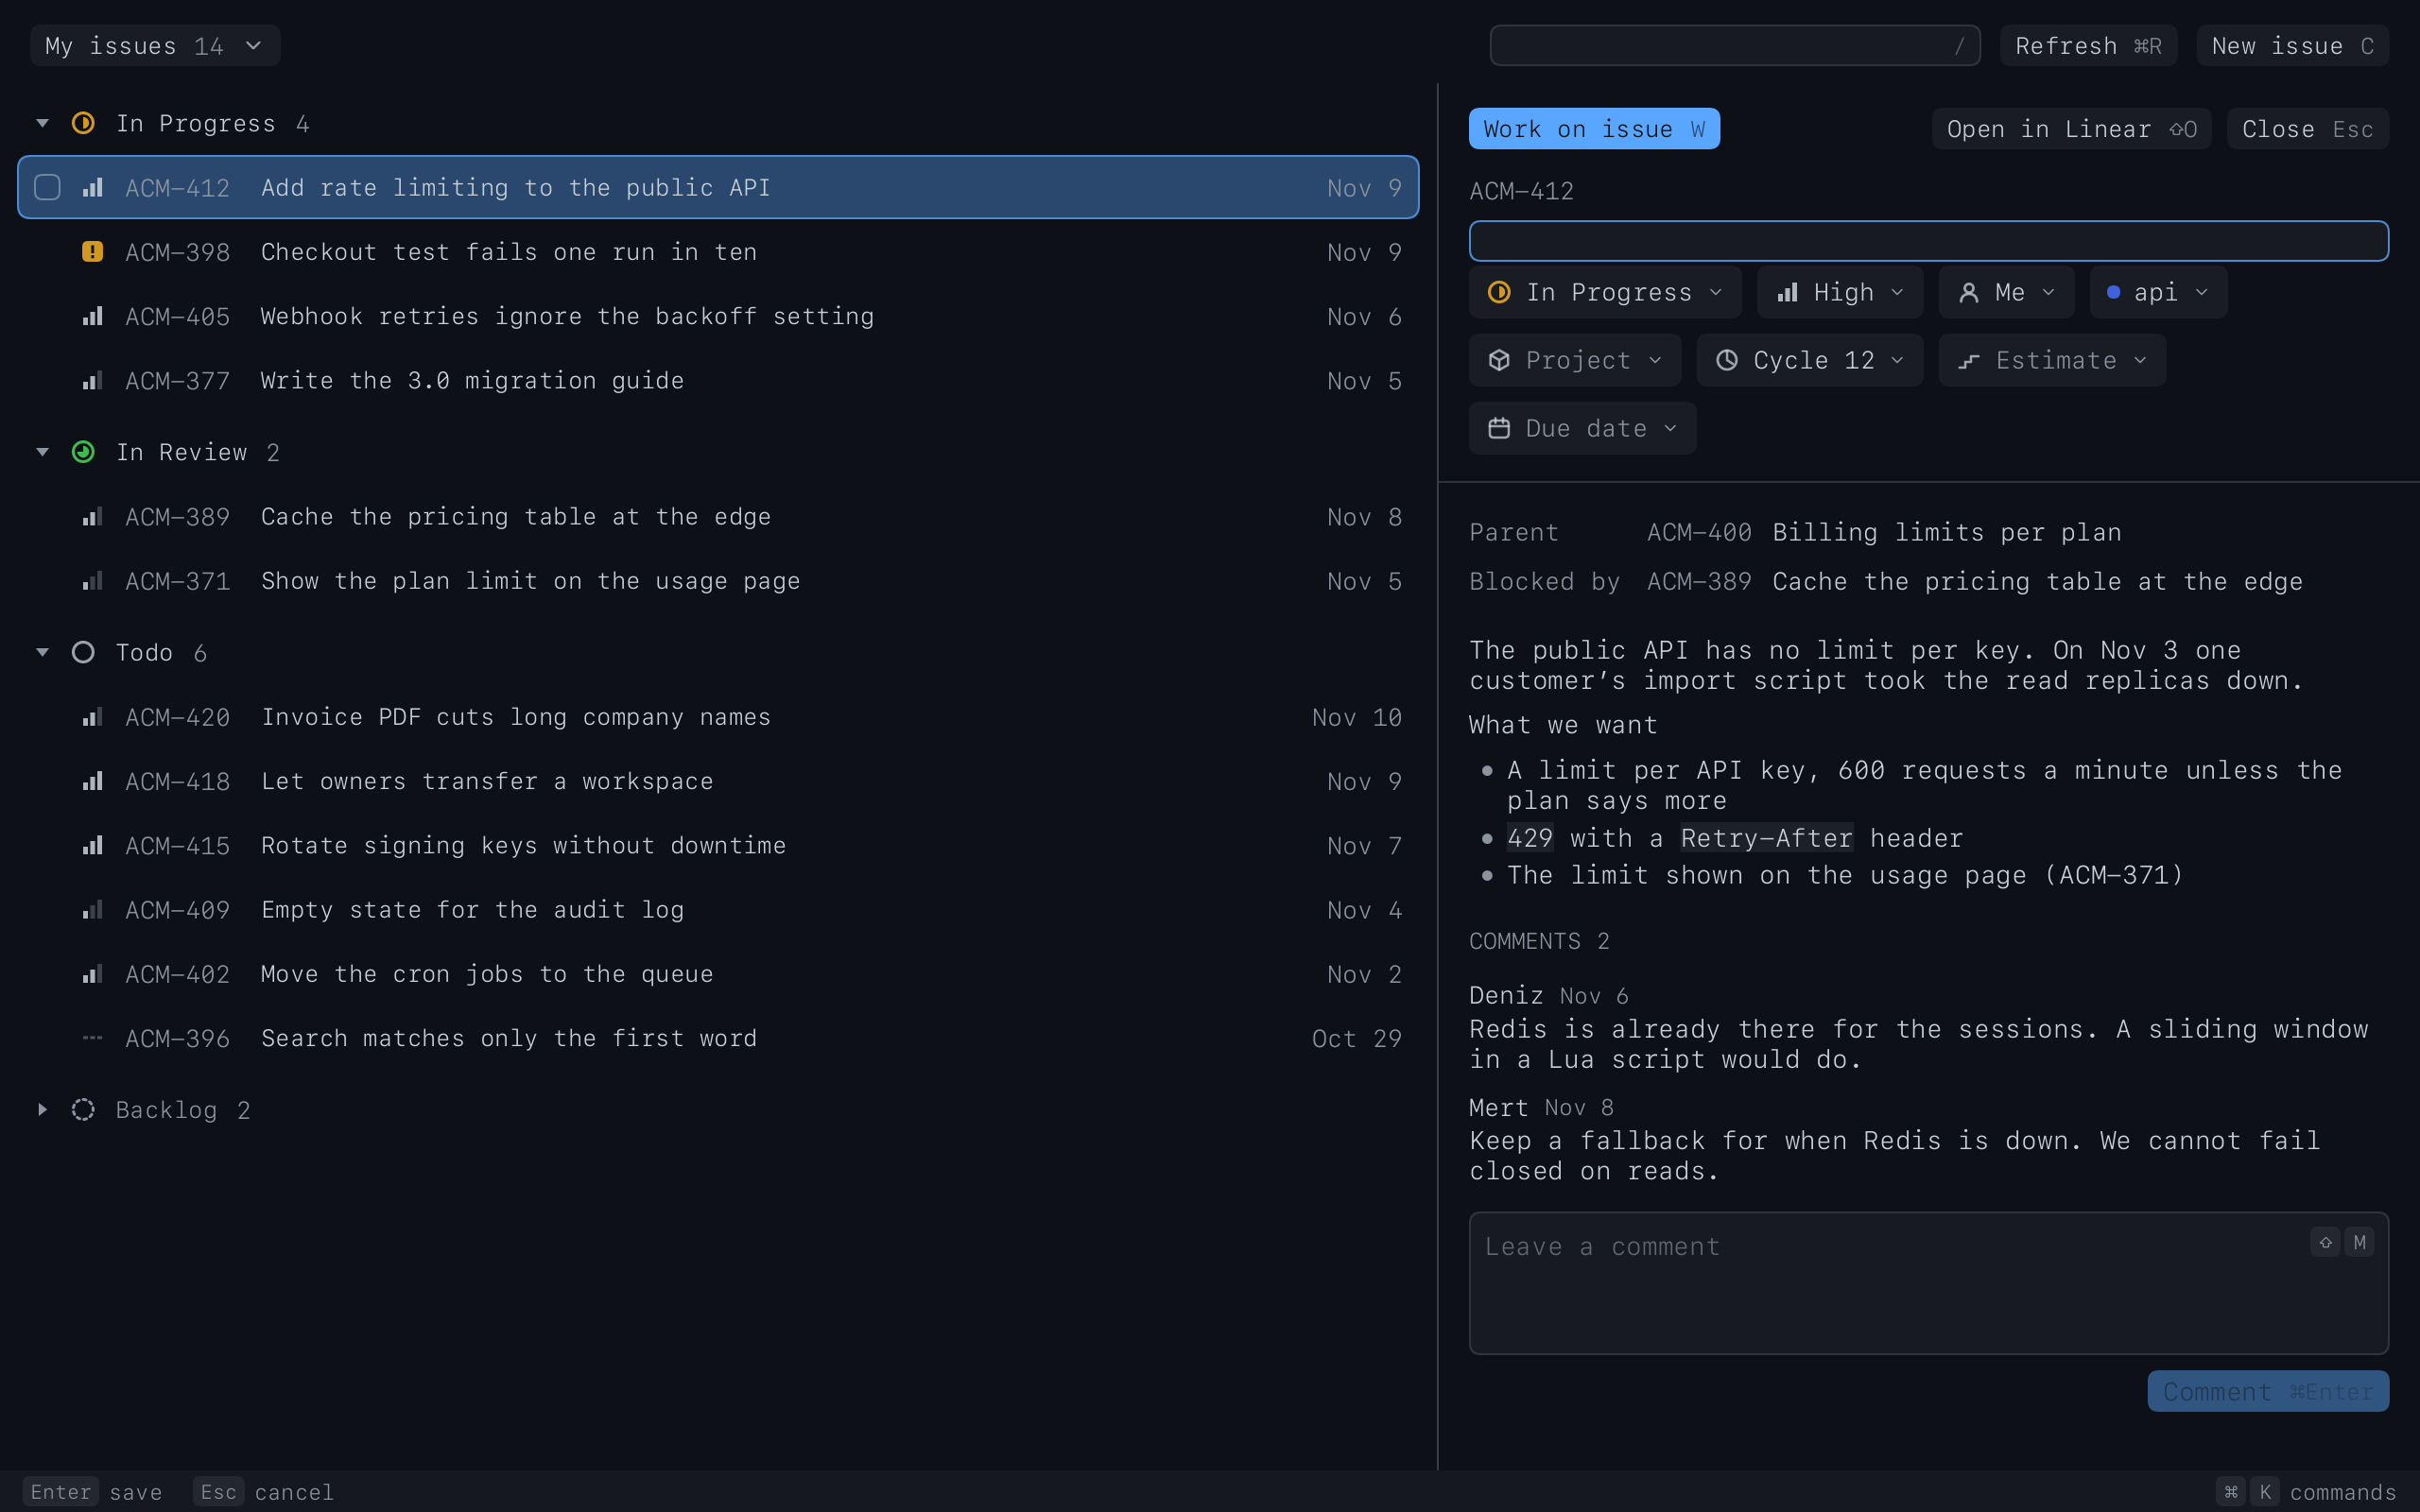 My issues 14
/
Refresh ⌘R
New issue C
In Progress 4
ACM-412 Add rate limiting to the public API Nov 9
ACM-398 Checkout test fails one run in ten Nov 9
ACM-405 Webhook retries ignore the backoff setting Nov 6
ACM-377 Write the 3.0 migration guide Nov 5
In Review 2
ACM-389 Cache the pricing table at the edge Nov 8
ACM-371 Show the plan limit on the usage page Nov 5
Todo 6
ACM-420 Invoice PDF cuts long company names Nov 10
ACM-418 Let owners transfer a workspace Nov 9
ACM-415 Rotate signing keys without downtime Nov 7
ACM-409 Empty state for the audit log Nov 4
ACM-402 Move the cron jobs to the queue Nov 2
ACM-396 Search matches only the first word Oct 29
Backlog 2
Work on issue W
Open in Linear ⇧O
Close Esc
ACM-412
In Progress
High
Me
api
Project
Cycle 12
Estimate
Due date
Parent ACM-400 Billing limits per plan
Blocked by ACM-389 Cache the pricing table at the edge
The public API has no limit per key. On Nov 3 one
customer’s import script took the read replicas down.
What we want
• A limit per API key, 600 requests a minute unless the
plan says more
• 429 with a Retry-After header
• The limit shown on the usage page (ACM-371)
COMMENTS 2
Deniz Nov 6
Redis is already there for the sessions. A sliding window
in a Lua script would do.
Mert Nov 8
Keep a fallback for when Redis is down. We cannot fail
closed on reads.
Leave a comment ⇧ M
Comment ⌘Enter
Enter save Esc cancel
⌘ K commands